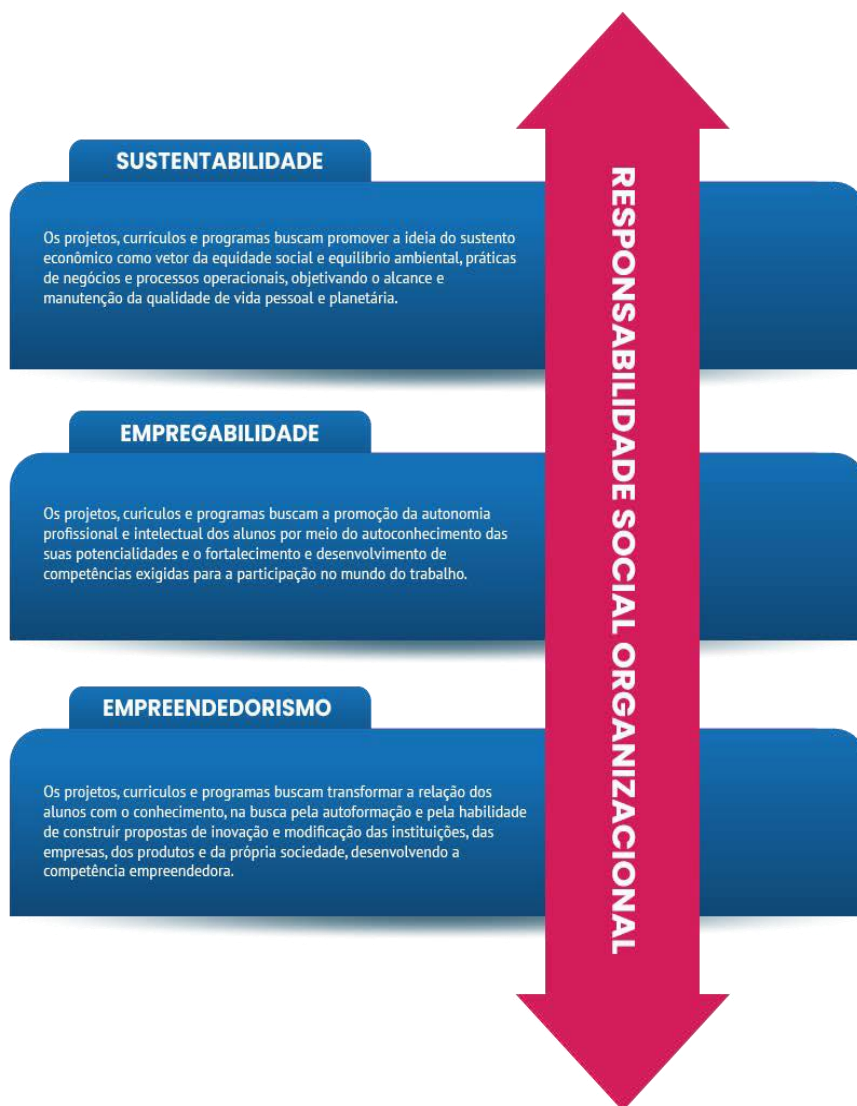 SUSTENTABILIDADE
Os projetos, currículos e programas buscam promover a ideia do sustento
econômico como vetor da equidade social e equilíbrio ambiental, práticas
de negócios e processos operacionais, objetivando o alcance e
manutenção da qualidade de vida pessoal e planetária.
EMPREGABILIDADE
Os projetos, curiculos e programas buscam a promoção da autonomia
profissional e intelectual dos alunos por meio do autoconhecimento das
suas potencialidades e o fortalecimento e desenvolvimento de
competências exigidas para a participação no mundo do trabalho.
EMPREENDEDORISMO
Os projetos, curriculos e programas buscam transformar a relação dos
alunos com o conhecimento, na busca pela autoformação e pela habilidade
de construir propostas de inovação e modificação das instituições, das
empresas, dos produtos e da própria sociedade, desenvolvendo a
competência empreendedora.
RESPONSABILIDADE SOCIAL ORGANIZACIONAL